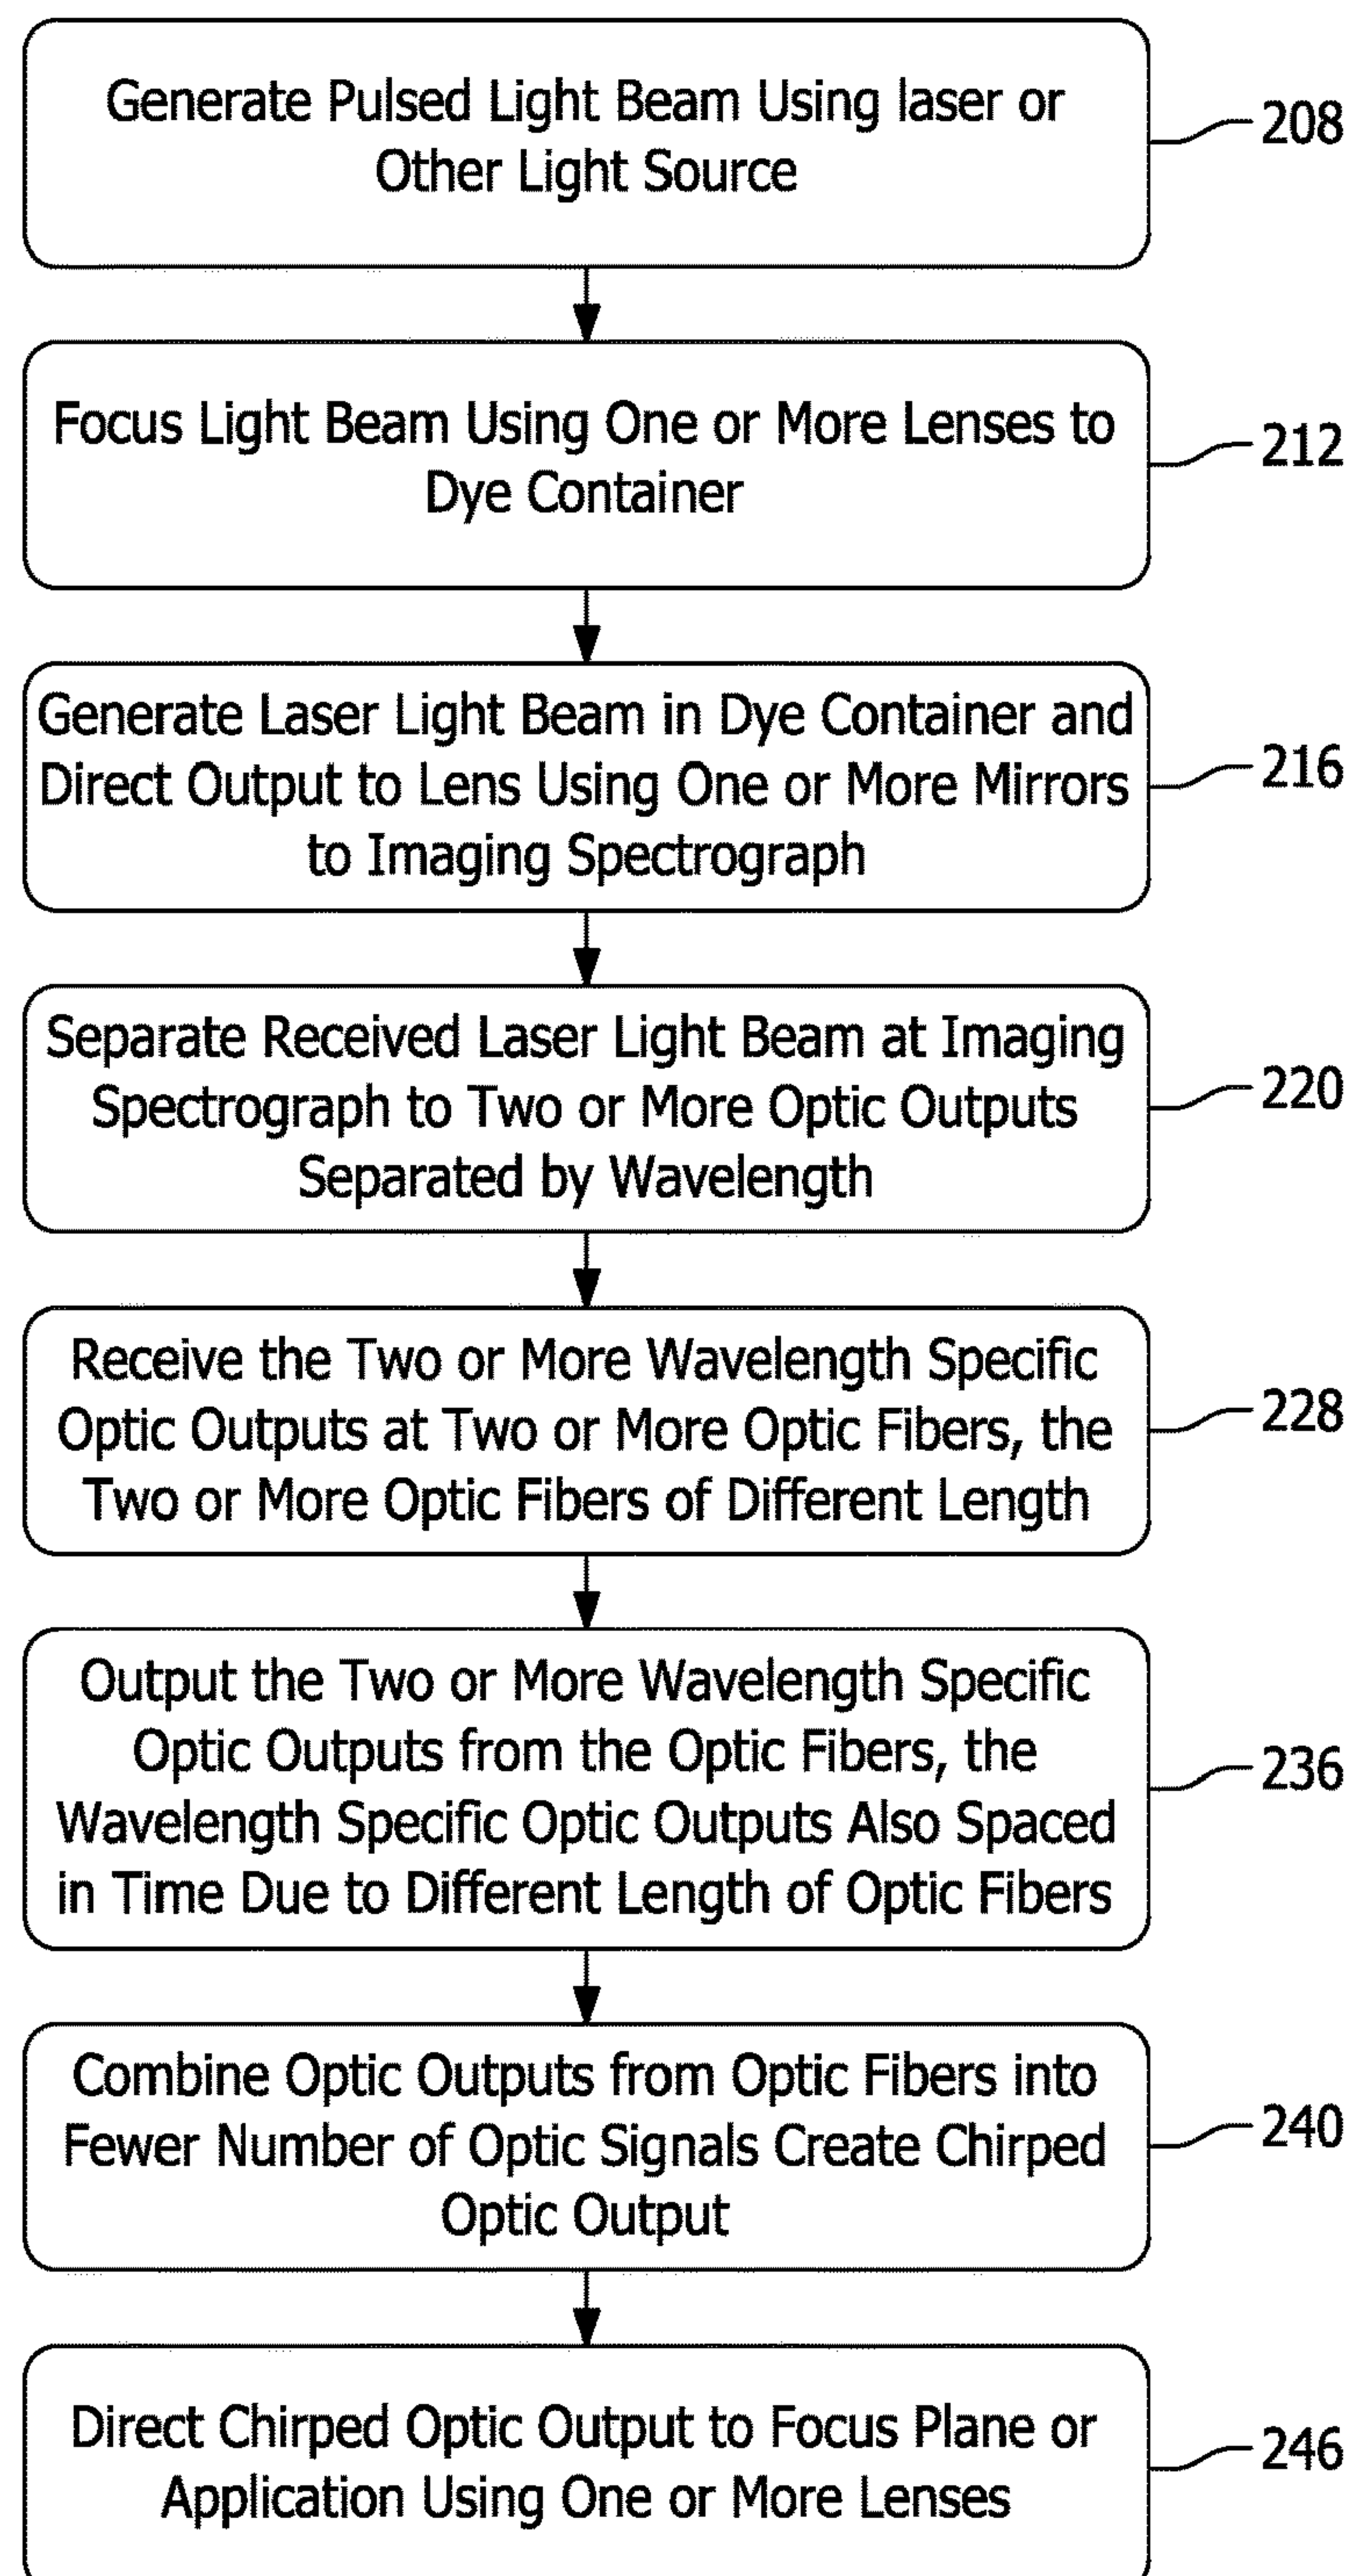 Generate Pulsed Light Beam Using laser or
Other Light Source
208
Focus Light Beam Using One or More Lenses to
Dye Container
212
Generate Laser Light Beam in Dye Container and
Direct Output to Lens Using One or More Mirrors
to Imaging Spectrograph
216
Separate Received Laser Light Beam at Imaging
Spectrograph to Two or More Optic Outputs
Separated by Wavelength
220
Receive the Two or More Wavelength Specific
Optic Outputs at Two or More Optic Fibers, the
Two or More Optic Fibers of Different Length
228
Output the Two or More Wavelength Specific
Optic Outputs from the Optic Fibers, the
Wavelength Specific Optic Outputs Also Spaced
in Time Due to Different Length of Optic Fibers
236
Combine Optic Outputs from Optic Fibers into
Fewer Number of Optic Signals Create Chirped
Optic Output
240
Direct Chirped Optic Output to Focus Plane or
Application Using One or More Lenses
246